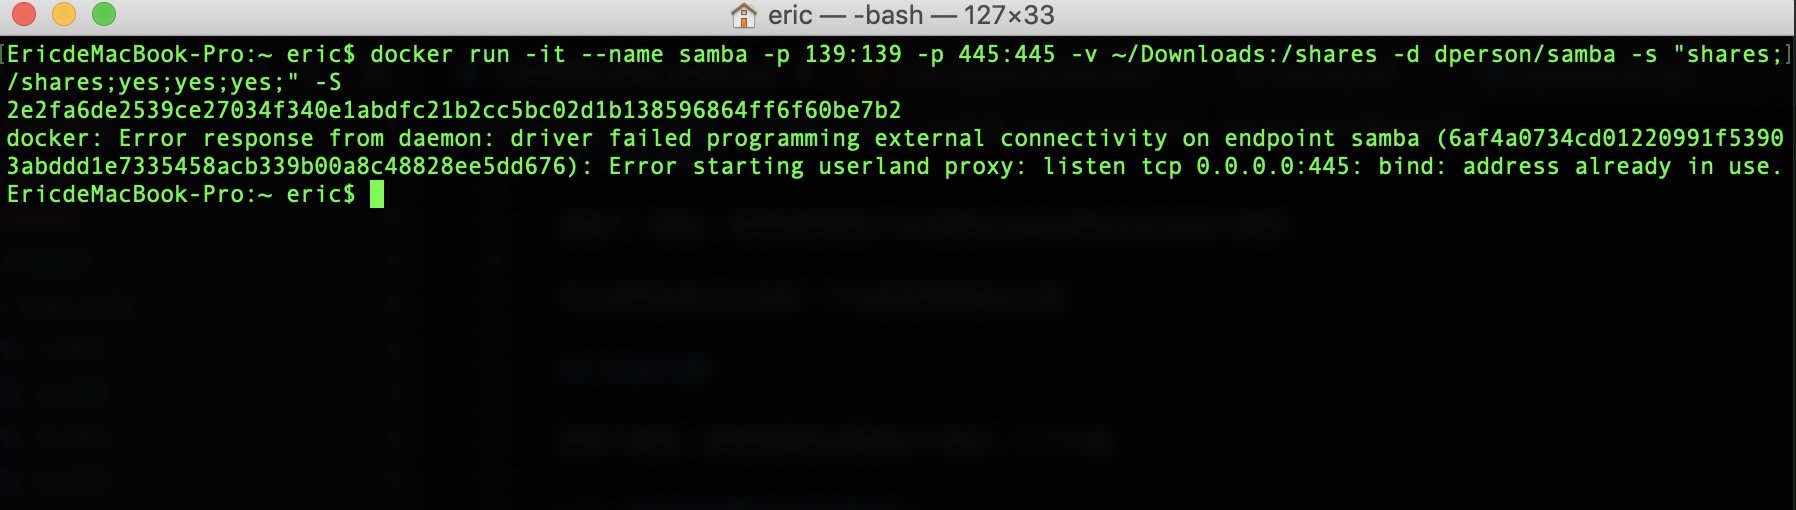 eric — -bash — 127×33
[EricdeMacBook-Pro:~ eric$ docker run -it --name samba -p 139:139 -p 445:445 -v ~/Downloads:/shares -d dperson/samba -s "shares;]
/shares;yes;yes;yes;" -S
2e2fa6de2539ce27034f340e1abdfc21b2cc5bc02d1b138596864ff6f60be7b2
docker: Error response from daemon: driver failed programming external connectivity on endpoint samba (6af4a0734cd01220991f5390
3abddd1e7335458acb339b00a8c48828ee5dd676): Error starting userland proxy: listen tcp 0.0.0.0:445: bind: address already in use.
EricdeMacBook-Pro:~ eric$